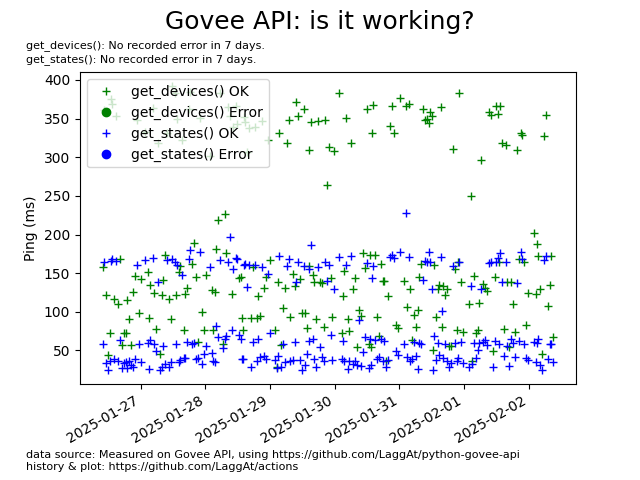 Govee API: is it working?
get_devices(): No recorded error in 7 days.
get_states(): No recorded error in 7 days.
400
350
300
250
200
150
100
50
Ping (ms)
get_devices() OK
get_devices() Error
get_states() OK
get_states() Error
2025-01-27
2025-01-28
2025-01-29
2025-01-30
2025-01-31
2025-02-01
2025-02-02
data source: Measured on Govee API, using https://github.com/LaggAt/python-govee-api
history & plot: https://github.com/LaggAt/actions